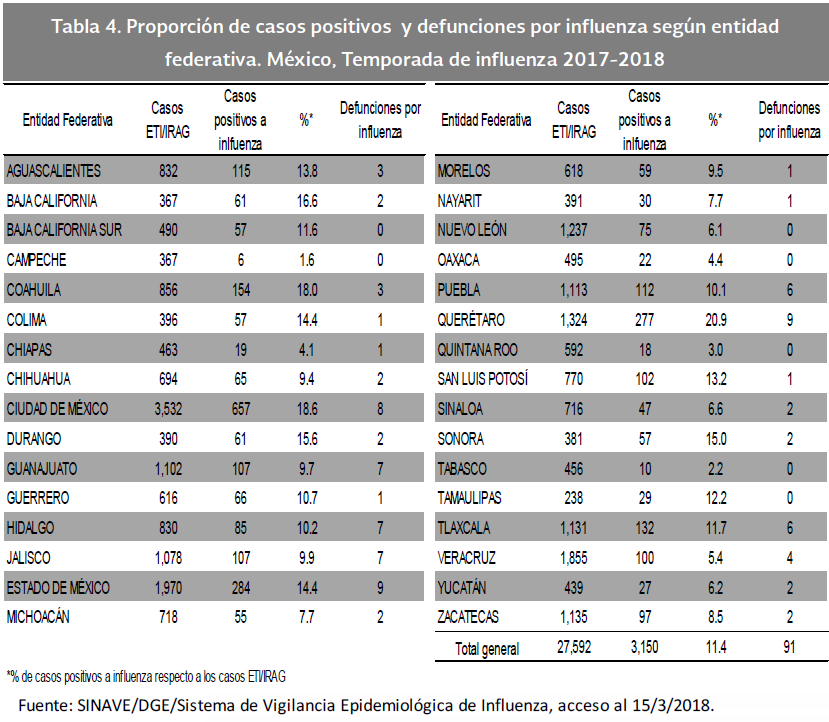 Tabla 4. Proporción de casos positivos y defunciones por influenza según entidad
federativa. México, Temporada de influenza 2017-2018
Entidad Federativa Casos ETI/IRAG Casos positivos a inlfuenza %* Defunciones por influenza
AGUASCALIENTES 832 115 13.8 3
BAJA CALIFORNIA 367 61 16.6 2
BAJA CALIFORNIA SUR 490 57 11.6 0
CAMPECHE 367 6 1.6 0
COAHUILA 856 154 18.0 3
COLIMA 396 57 14.4 1
CHIAPAS 463 19 4.1 1
CHIHUAHUA 694 65 9.4 2
CIUDAD DE MÉXICO 3,532 657 18.6 8
DURANGO 390 61 15.6 2
GUANAJUATO 1,102 107 9.7 7
GUERRERO 616 66 10.7 1
HIDALGO 830 85 10.2 7
JALISCO 1,078 107 9.9 7
ESTADO DE MÉXICO 1,970 284 14.4 9
MICHOACÁN 718 55 7.7 2
Entidad Federativa Casos ETI/IRAG Casos positivos a inlfuenza %* Defunciones por influenza
MORELOS 618 59 9.5 1
NAYARIT 391 30 7.7 1
NUEVO LEÓN 1,237 75 6.1 0
OAXACA 495 22 4.4 0
PUEBLA 1,113 112 10.1 6
QUERÉTARO 1,324 277 20.9 9
QUINTANA ROO 592 18 3.0 0
SAN LUIS POTOSÍ 770 102 13.2 1
SINALOA 716 47 6.6 2
SONORA 381 57 15.0 2
TABASCO 456 10 2.2 0
TAMAULIPAS 238 29 12.2 0
TLAXCALA 1,131 132 11.7 6
VERACRUZ 1,855 100 5.4 4
YUCATÁN 439 27 6.2 2
ZACATECAS 1,135 97 8.5 2
Total general 27,592 3,150 11.4 91
*% de casos positivos a influenza respecto a los casos ETI/IRAG
Fuente: SINAVE/DGE/Sistema de Vigilancia Epidemiológica de Influenza, acceso al 15/3/2018.